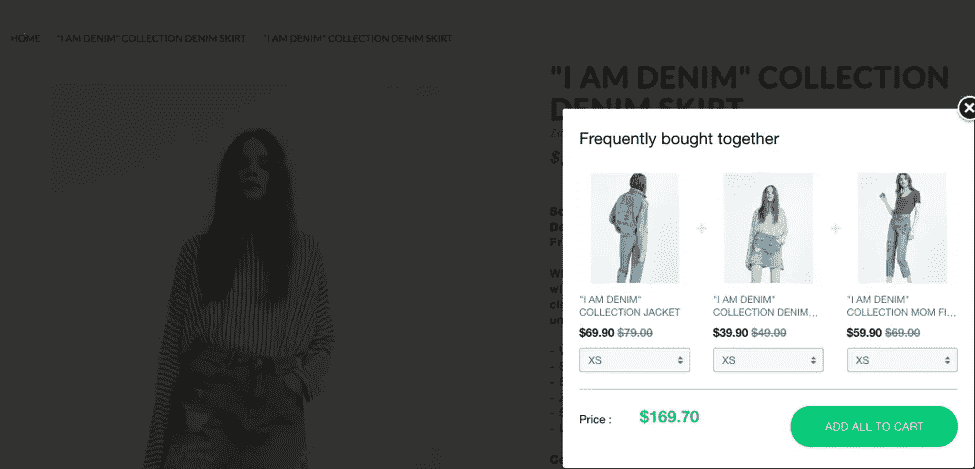 HOME "I AM DENIM" COLLECTION DENIM SKIRT "I AM DENIM" COLLECTION DENIM SKIRT
"I AM DENIM" COLLECTION
DENIM SKIRT
Frequently bought together
+ +
"I AM DENIM" "I AM DENIM" "I AM DENIM"
COLLECTION JACKET COLLECTION DENIM... COLLECTION MOM FI...
$69.90 $79.00 $39.90 $49.00 $59.90 $69.00
XS XS XS
Price : $169.70 ADD ALL TO CART